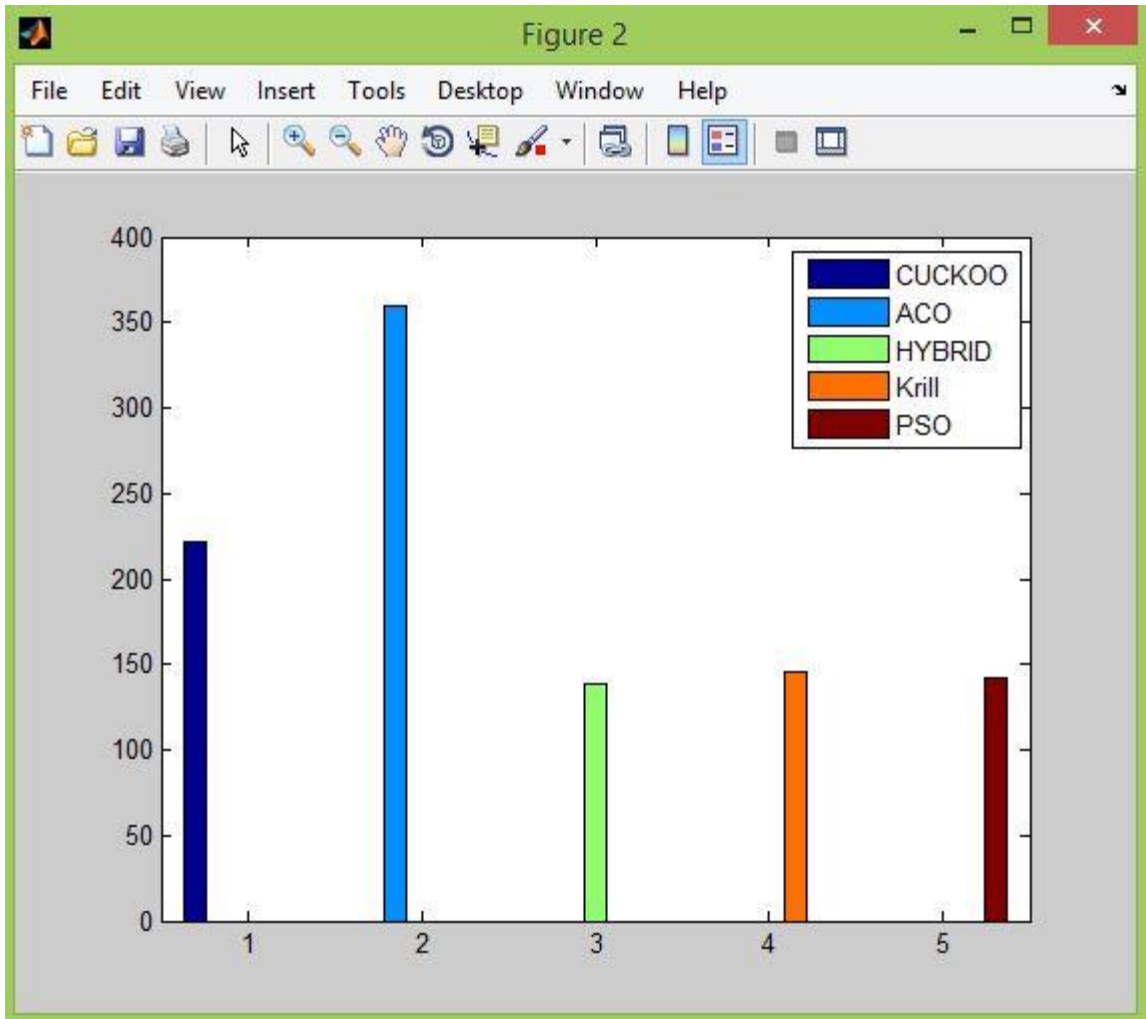 Figure 2
File Edit View Insert Tools Desktop Window Help
400
350
300
250
200
150
100
50
0
1 2 3 4 5
CUCKOO
ACO
HYBRID
Krill
PSO